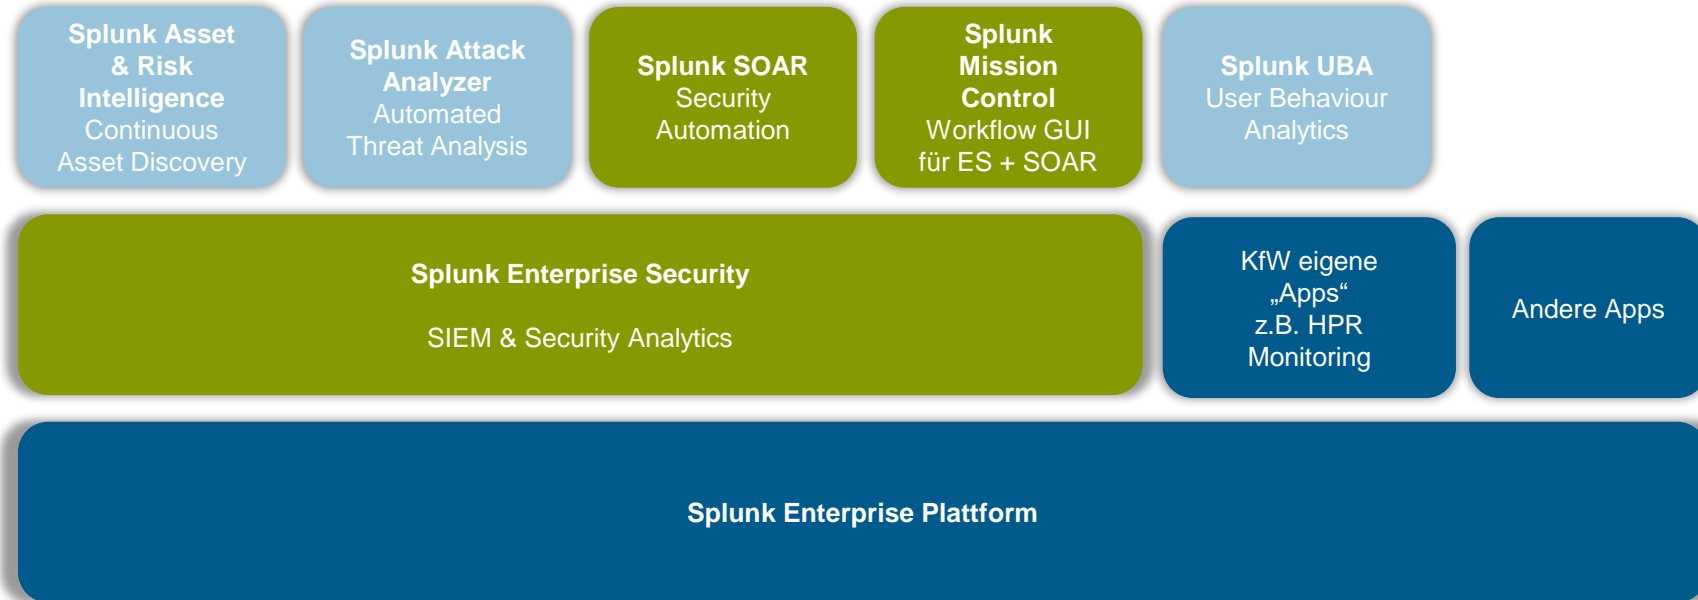 Splunk Asset
& Risk
Intelligence
Continuous
Asset Discovery
Splunk Attack
Analyzer
Automated
Threat Analysis
Splunk SOAR
Security
Automation
Splunk
Mission
Control
Workflow GUI
für ES + SOAR
Splunk UBA
User Behaviour
Analytics
Splunk Enterprise Security
SIEM & Security Analytics
KfW eigene
„Apps“
z.B. HPR
Monitoring
Andere Apps
Splunk Enterprise Plattform